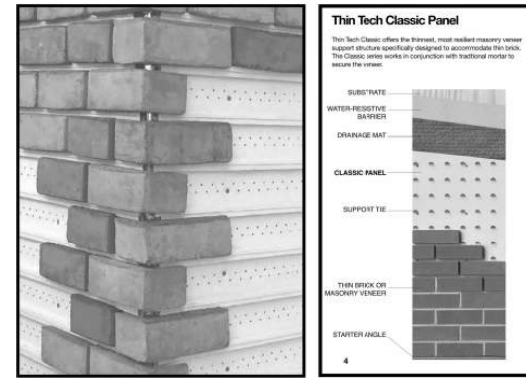 Thin Tech Classic Panel
Thin Tech Classic offers the thinnest, most resilient masonry veneer
support structure specifically designed to accommodate thin brick.
The Classic series works in conjunction with traditional mortar to
secure the veneer.
SUBSTRATE
WATER-RESISTIVE
BARRIER
DRAINAGE MAT
CLASSIC PANEL
SUPPORT TIE
THIN BRICK OR
MASONRY VENEER
STARTER ANGLE
4